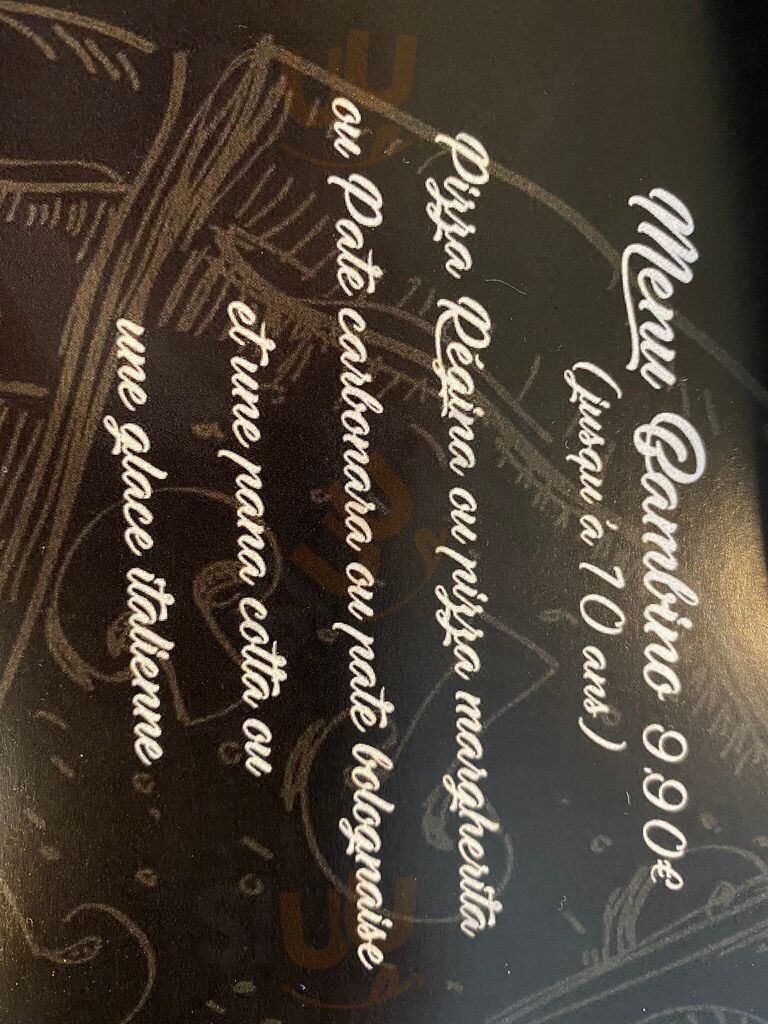 Menu Bambino 9,90€
(jusqu'à 10 ans)
Pizza Régina ou pizza margherita
ou Pate carbonara ou pate bolognaise
et une pana cotta ou
une glace italienne